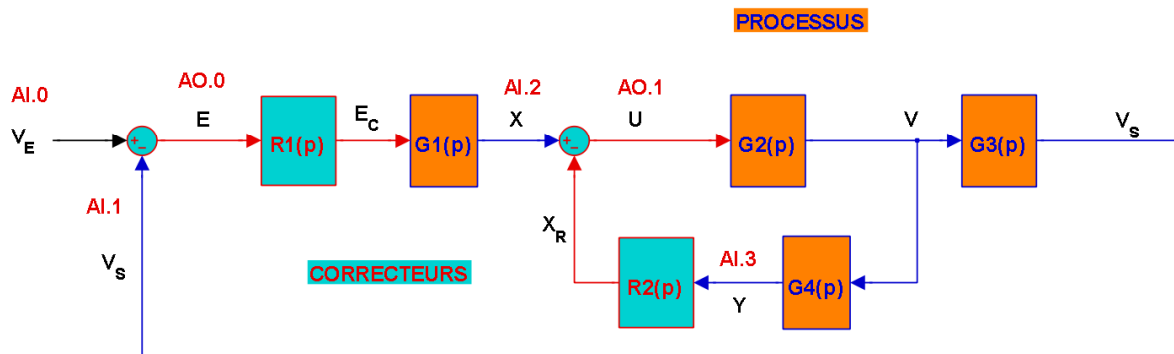 PROCESSUS
AO.0
AI.2
AO.1
AI.0
E
E_C
X
U
V
V_S
V_E
+
−
R1(p)
G1(p)
+
−
G2(p)
G3(p)
AI.1
X_R
AI.3
V_S
CORRECTEURS
R2(p)
G4(p)
Y